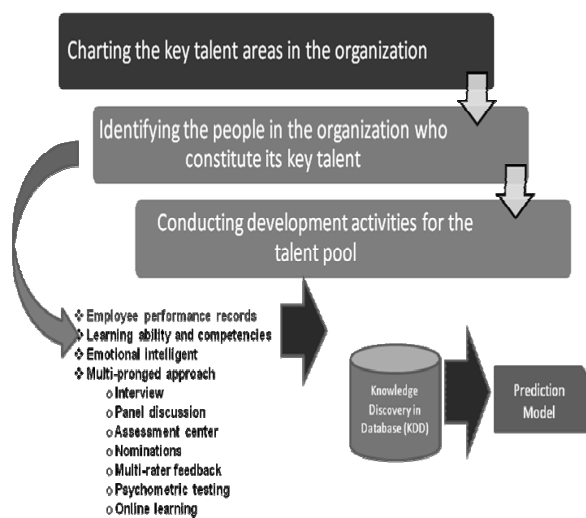 Charting the key talent areas in the organization
Identifying the people in the organization who
constitute its key talent
Conducting development activities for the
talent pool
❖ Employee performance records
❖ Learning ability and competencies
❖ Emotional Intelligent
❖ Multi-pronged approach
o Interview
o Panel discussion
o Assessment center
o Nominations
o Multi-rater feedback
o Psychometric testing
o Online learning
Knowledge
Discovery in
Database (KDD)
Prediction
Model